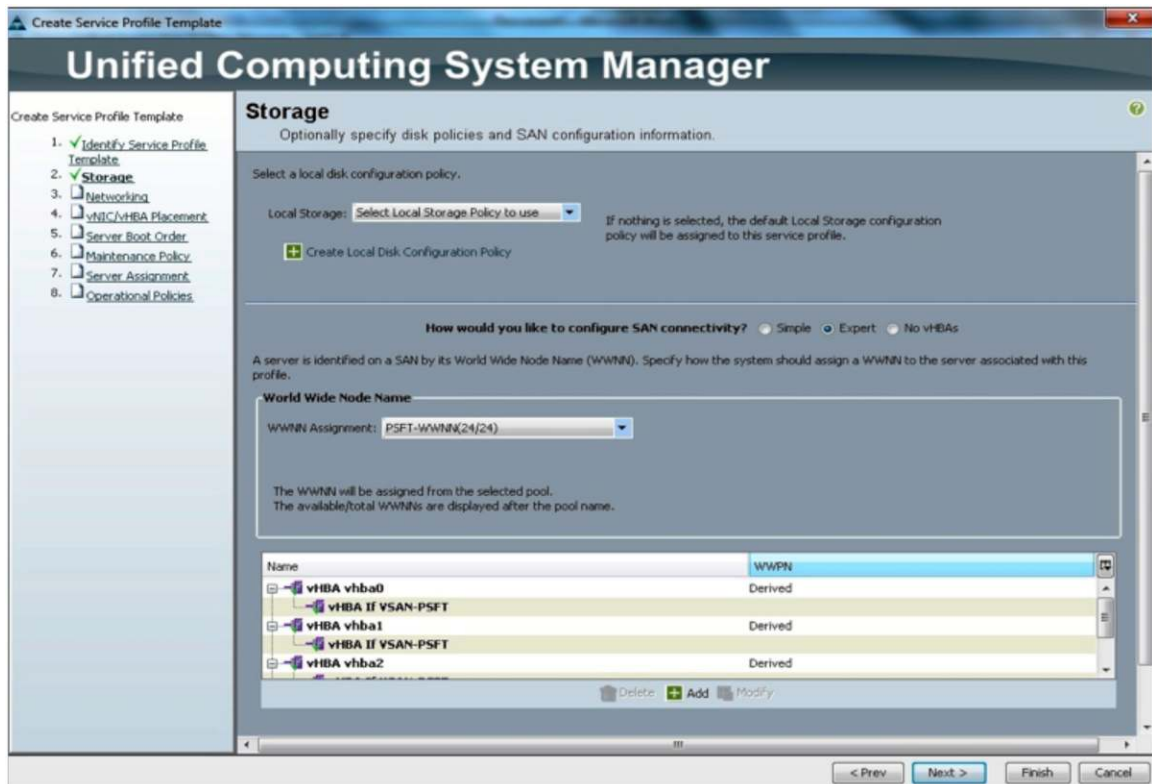 Create Service Profile Template
Unified Computing System Manager
Create Service Profile Template
1. Identify Service Profile
Template
2. Storage
3. Networking
4. vNIC/vHBA Placement
5. Server Boot Order
6. Maintenance Policy
7. Server Assignment
8. Operational Policies
Storage
Optionally specify disk policies and SAN configuration information.
Select a local disk configuration policy.
Local Storage: Select Local Storage Policy to use
If nothing is selected, the default Local Storage configuration
policy will be assigned to this service profile.
Create Local Disk Configuration Policy
How would you like to configure SAN connectivity? Simple Expert No vHBAs
A server is identified on a SAN by its World Wide Node Name (WWNN). Specify how the system should assign a WWNN to the server associated with this
profile.
World Wide Node Name
WWNN Assignment: PSFT-WWNN(24/24)
The WWNN will be assigned from the selected pool.
The available/total WWNNs are displayed after the pool name.
Name WWPN
vHBA vhba0 Derived
vHBA If VSAN-PSFT
vHBA vhba1 Derived
vHBA If VSAN-PSFT
vHBA vhba2 Derived
Delete Add Modify
< Prev Next > Finish Cancel